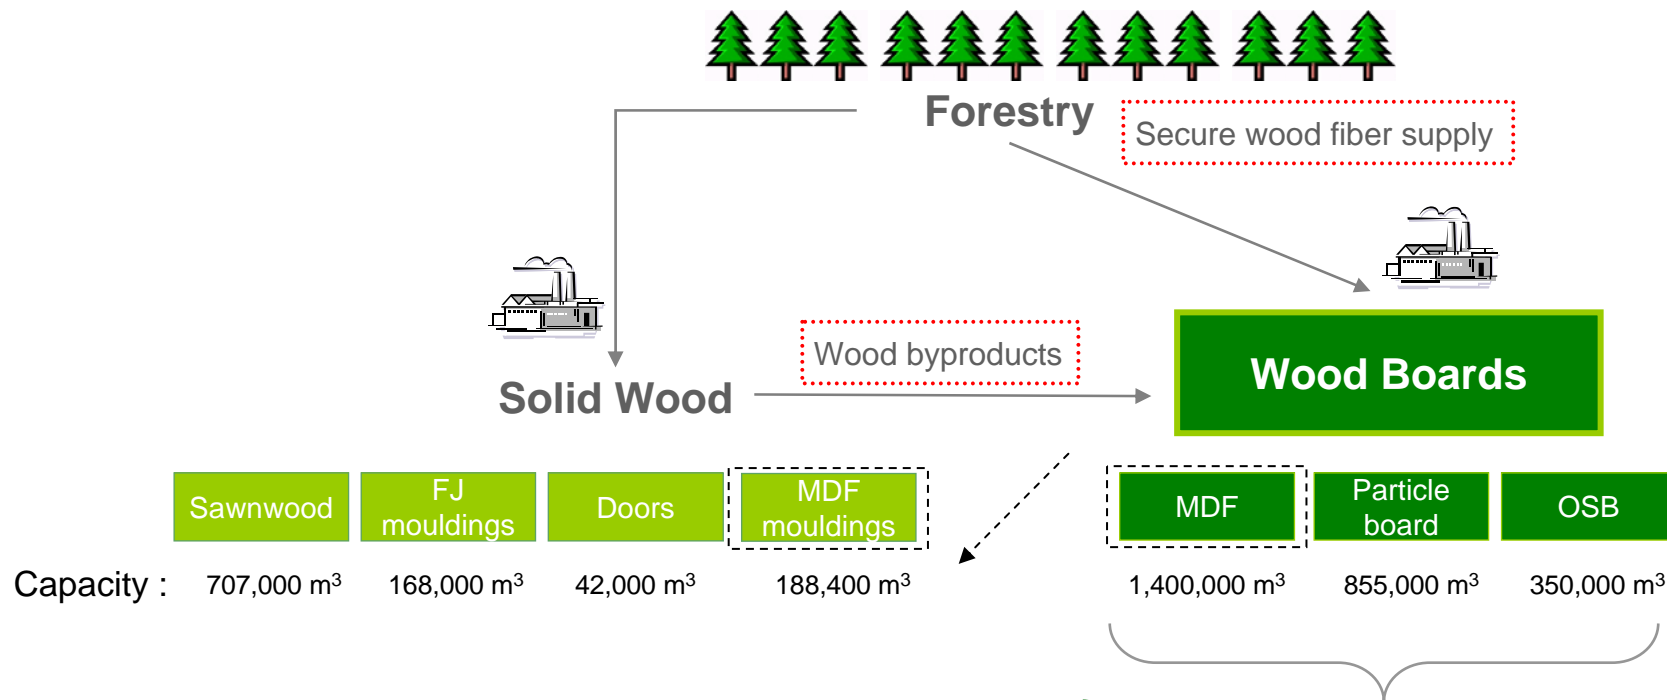 Forestry
Secure wood fiber supply
Wood byproducts
Wood Boards
Solid Wood
Sawnwood
FJ
mouldings
Doors
MDF
mouldings
MDF
Particle
board
OSB
Capacity : 707,000 m³ 168,000 m³ 42,000 m³ 188,400 m³ 1,400,000 m³ 855,000 m³ 350,000 m³